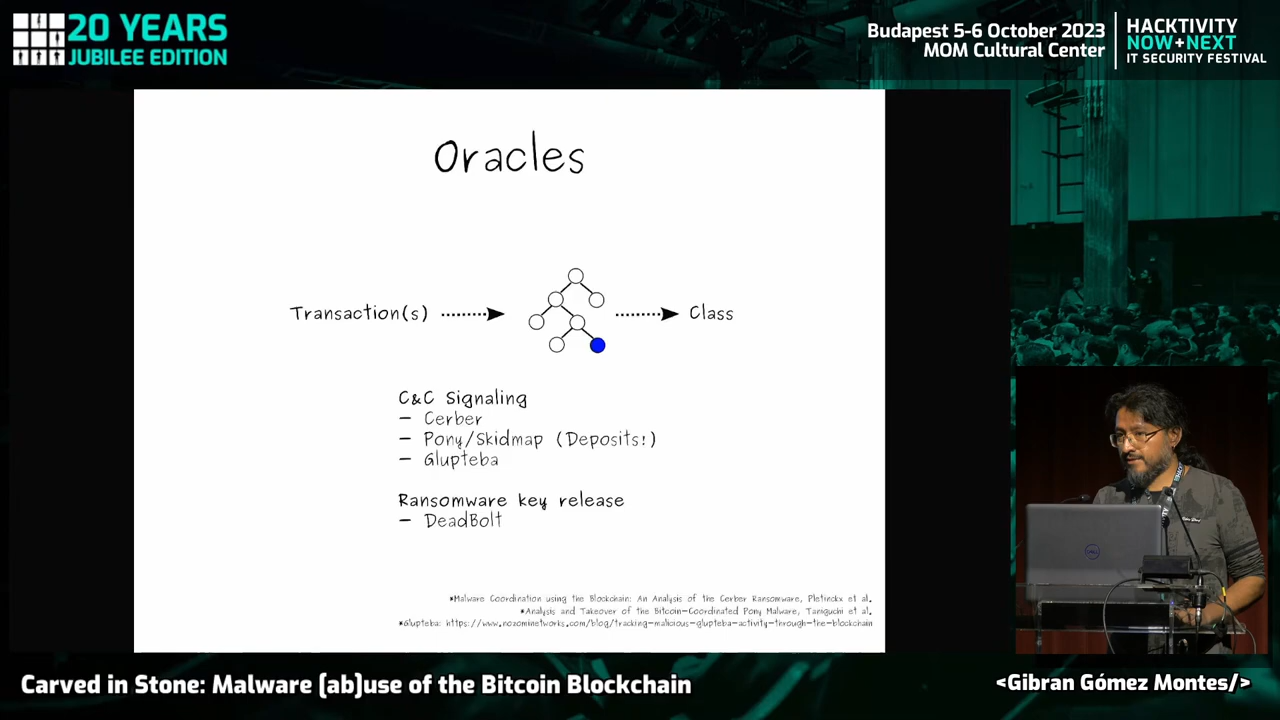 20 YEARS
JUBILEE EDITION
Budapest 5-6 October 2023
MOM Cultural Center
HACKTIVITY
NOW+NEXT
IT SECURITY FESTIVAL
Oracles
Transaction(s)
Class
C&C Signaling
- Cerber
- Pony/Skidmap (Deposits!)
- Glupteba
Ransomware key release
- DeadBolt
*Malware Coordination using the Blockchain: An Analysis of the Cerber Ransomware, Pletinckx et al.
*Analysis and Takeover of the Bitcoin-Coordinated Pony Malware, Taniguchi et al.
*Glupteba: https://www.nozominetworks.com/blog/tracking-malicious-glupteba-activity-through-the-blockchain
DELL
Carved in Stone: Malware [ab]use of the Bitcoin Blockchain
<Gibran Gómez Montes/>